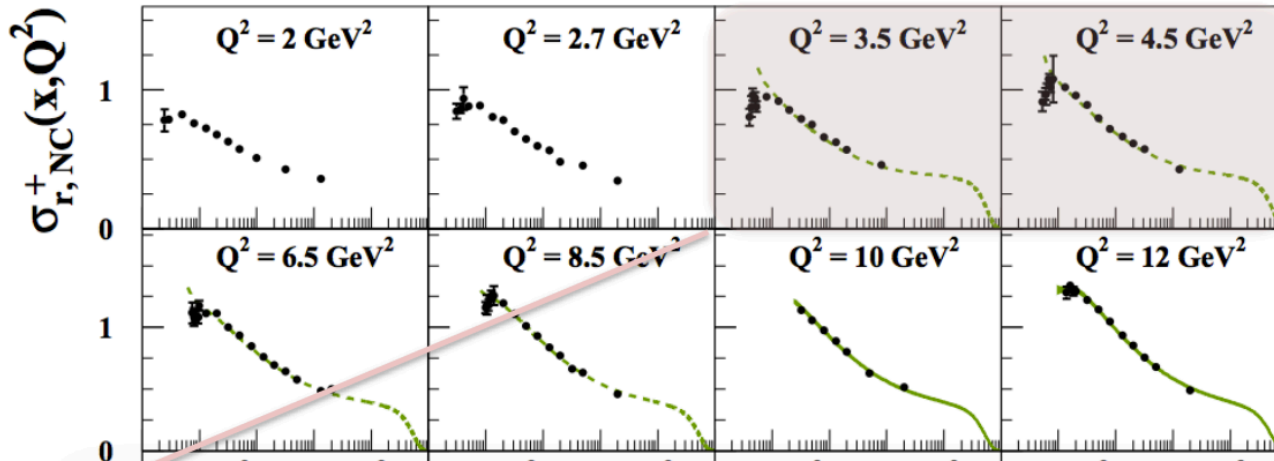 σ⁺r,NC(x,Q²)
Q² = 2 GeV²
Q² = 2.7 GeV²
Q² = 3.5 GeV²
Q² = 4.5 GeV²
1
0
Q² = 6.5 GeV²
Q² = 8.5 GeV²
Q² = 10 GeV²
Q² = 12 GeV²
1
0